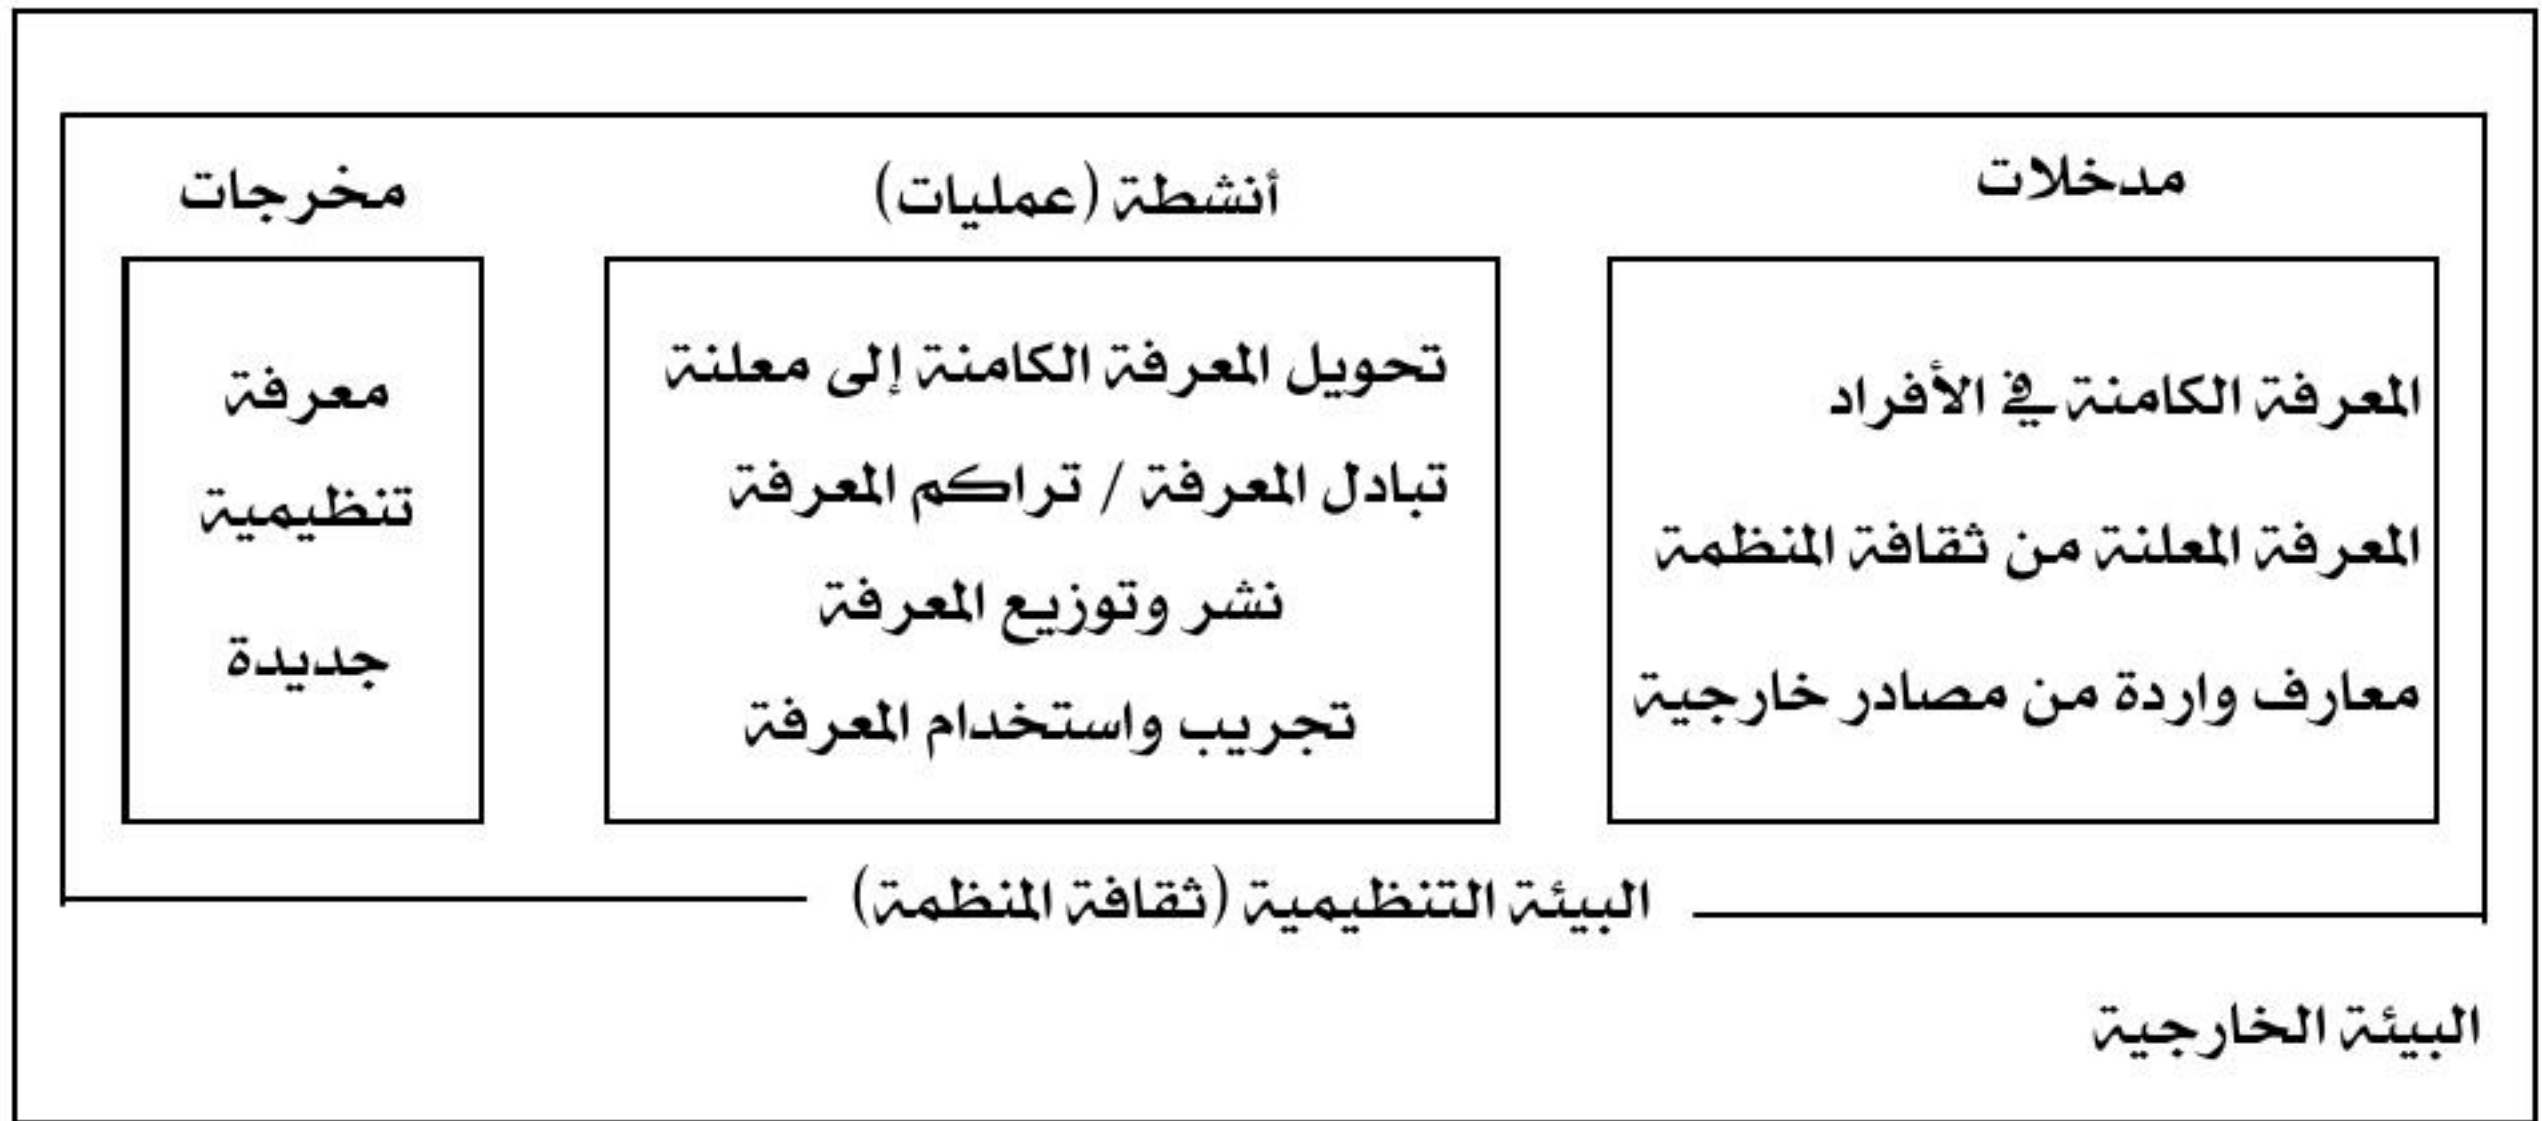 مدخلات
المعرفة الكامنة في الأفراد
المعرفة المعلنة من ثقافة المنظمة
معارف واردة من مصادر خارجية
أنشطة (عمليات)
تحويل المعرفة الكامنة إلى معلنة
تبادل المعرفة / تراكم المعرفة
نشر وتوزيع المعرفة
تجريب واستخدام المعرفة
مخرجات
معرفة
تنظيمية
جديدة
البيئة التنظيمية (ثقافة المنظمة)
البيئة الخارجية